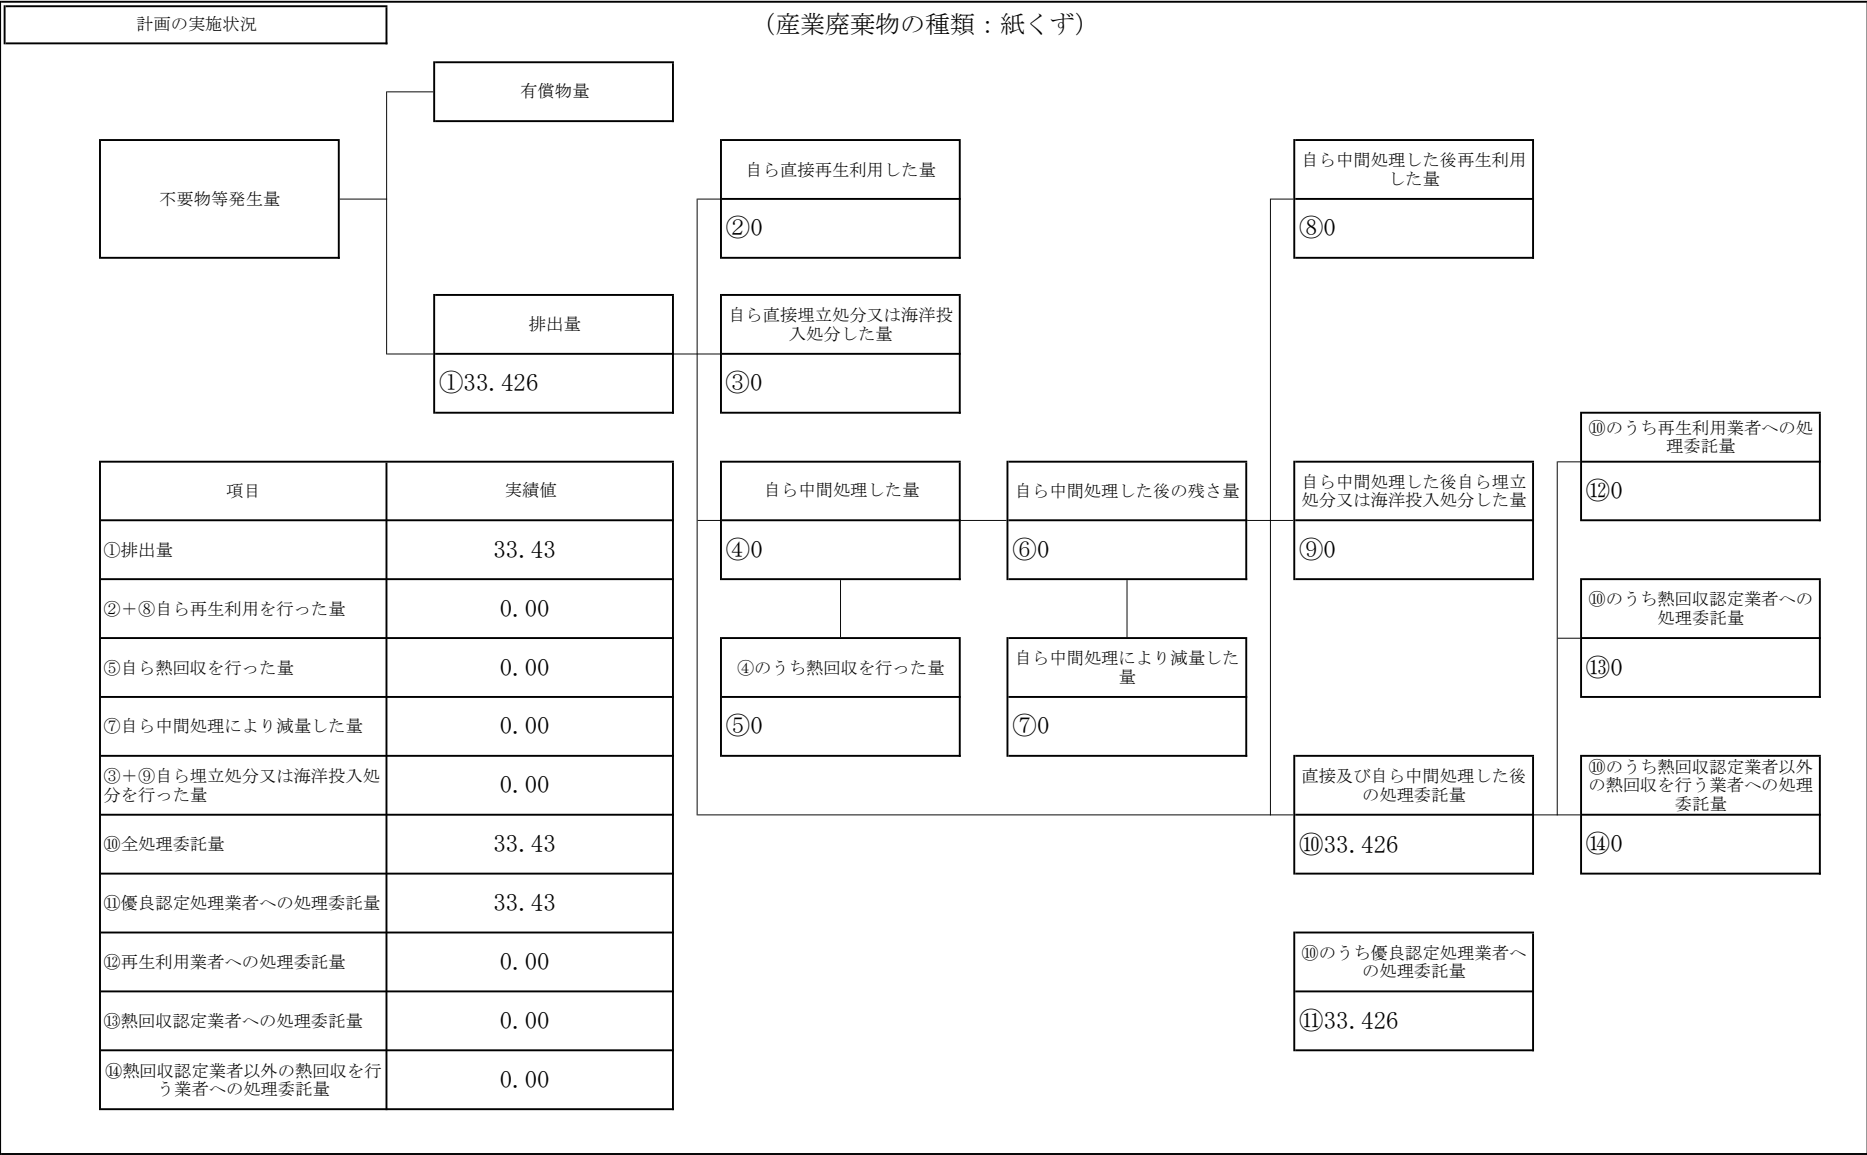 計画の実施状況
（産業廃棄物の種類：紙くず）
有償物量
不要物等発生量
自ら直接再生利用した量
②0
自ら中間処理した後再生利用
した量
⑧0
排出量
①33.426
自ら直接埋立処分又は海洋投
入処分した量
③0
⑩のうち再生利用業者への処
理委託量
⑫0
自ら中間処理した量
④0
自ら中間処理した後の残さ量
⑥0
自ら中間処理した後自ら埋立
処分又は海洋投入処分した量
⑨0
⑩のうち熱回収認定業者への
処理委託量
⑬0
④のうち熱回収を行った量
⑤0
自ら中間処理により減量した
量
⑦0
直接及び自ら中間処理した後
の処理委託量
⑩33.426
⑩のうち熱回収認定業者以外
の熱回収を行う業者への処理
委託量
⑭0
⑩のうち優良認定処理業者へ
の処理委託量
⑪33.426
項目 実績値
①排出量 33.43
②＋⑧自ら再生利用を行った量 0.00
⑤自ら熱回収を行った量 0.00
⑦自ら中間処理により減量した量 0.00
③＋⑨自ら埋立処分又は海洋投入処
分を行った量 0.00
⑩全処理委託量 33.43
⑪優良認定処理業者への処理委託量 33.43
⑫再生利用業者への処理委託量 0.00
⑬熱回収認定業者への処理委託量 0.00
⑭熱回収認定業者以外の熱回収を行
う業者への処理委託量 0.00